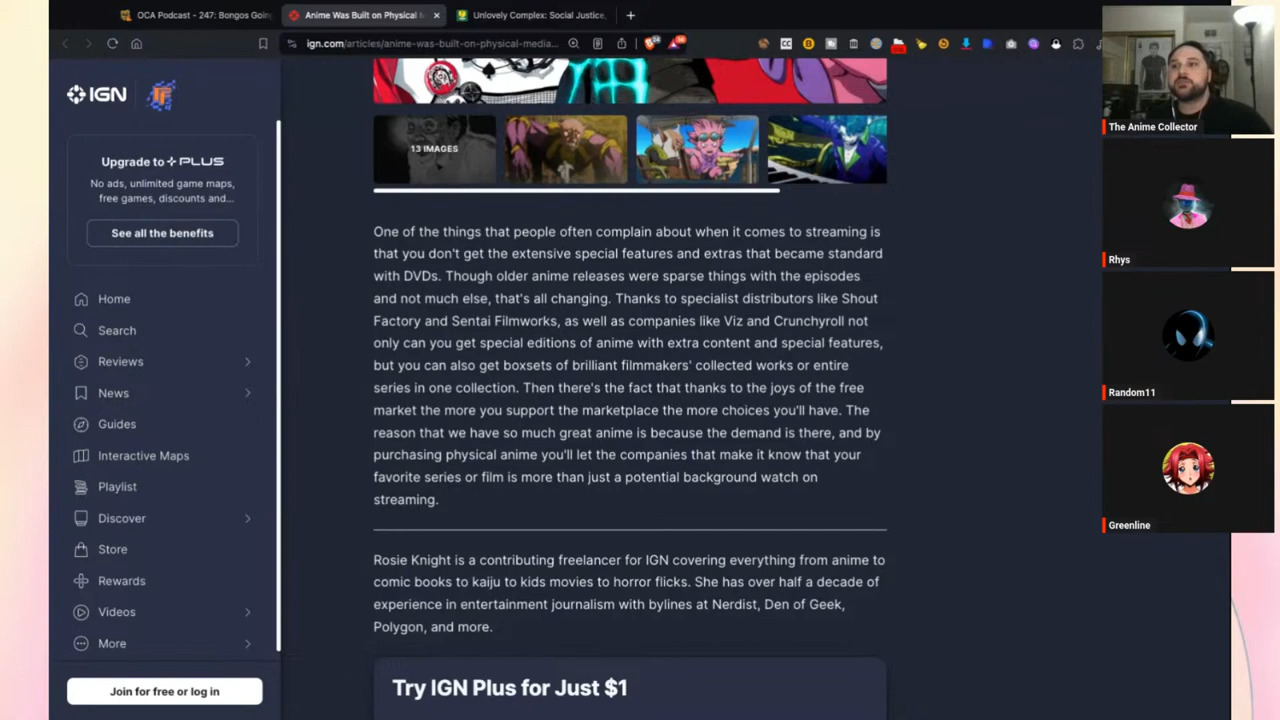 OCA Podcast - 247: Bongos Goin
Anime Was Built on Physical M
Unlovely Complex: Social Justice,
ign.com/articles/anime-was-built-on-physical-media...
IGN
Upgrade to PLUS
No ads, unlimited game maps,
free games, discounts and...
See all the benefits
Home
Search
Reviews
News
Guides
Interactive Maps
Playlist
Discover
Store
Rewards
Videos
More
Join for free or log in
13 IMAGES
One of the things that people often complain about when it comes to streaming is
that you don't get the extensive special features and extras that became standard
with DVDs. Though older anime releases were sparse things with the episodes
and not much else, that's all changing. Thanks to specialist distributors like Shout
Factory and Sentai Filmworks, as well as companies like Viz and Crunchyroll not
only can you get special editions of anime with extra content and special features,
but you can also get boxsets of brilliant filmmakers' collected works or entire
series in one collection. Then there's the fact that thanks to the joys of the free
market the more you support the marketplace the more choices you'll have. The
reason that we have so much great anime is because the demand is there, and by
purchasing physical anime you'll let the companies that make it know that your
favorite series or film is more than just a potential background watch on
streaming.
Rosie Knight is a contributing freelancer for IGN covering everything from anime to
comic books to kaiju to kids movies to horror flicks. She has over half a decade of
experience in entertainment journalism with bylines at Nerdist, Den of Geek,
Polygon, and more.
Try IGN Plus for Just $1
The Anime Collector
Rhys
Random11
Greenline